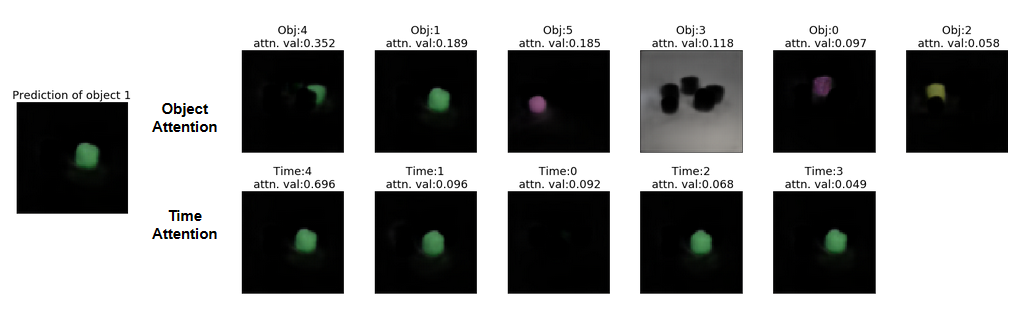 Prediction of object 1
Object
Attention
Obj:4
attn. val:0.352
Obj:1
attn. val:0.189
Obj:5
attn. val:0.185
Obj:3
attn. val:0.118
Obj:0
attn. val:0.097
Obj:2
attn. val:0.058
Time
Attention
Time:4
attn. val:0.696
Time:1
attn. val:0.096
Time:0
attn. val:0.092
Time:2
attn. val:0.068
Time:3
attn. val:0.049